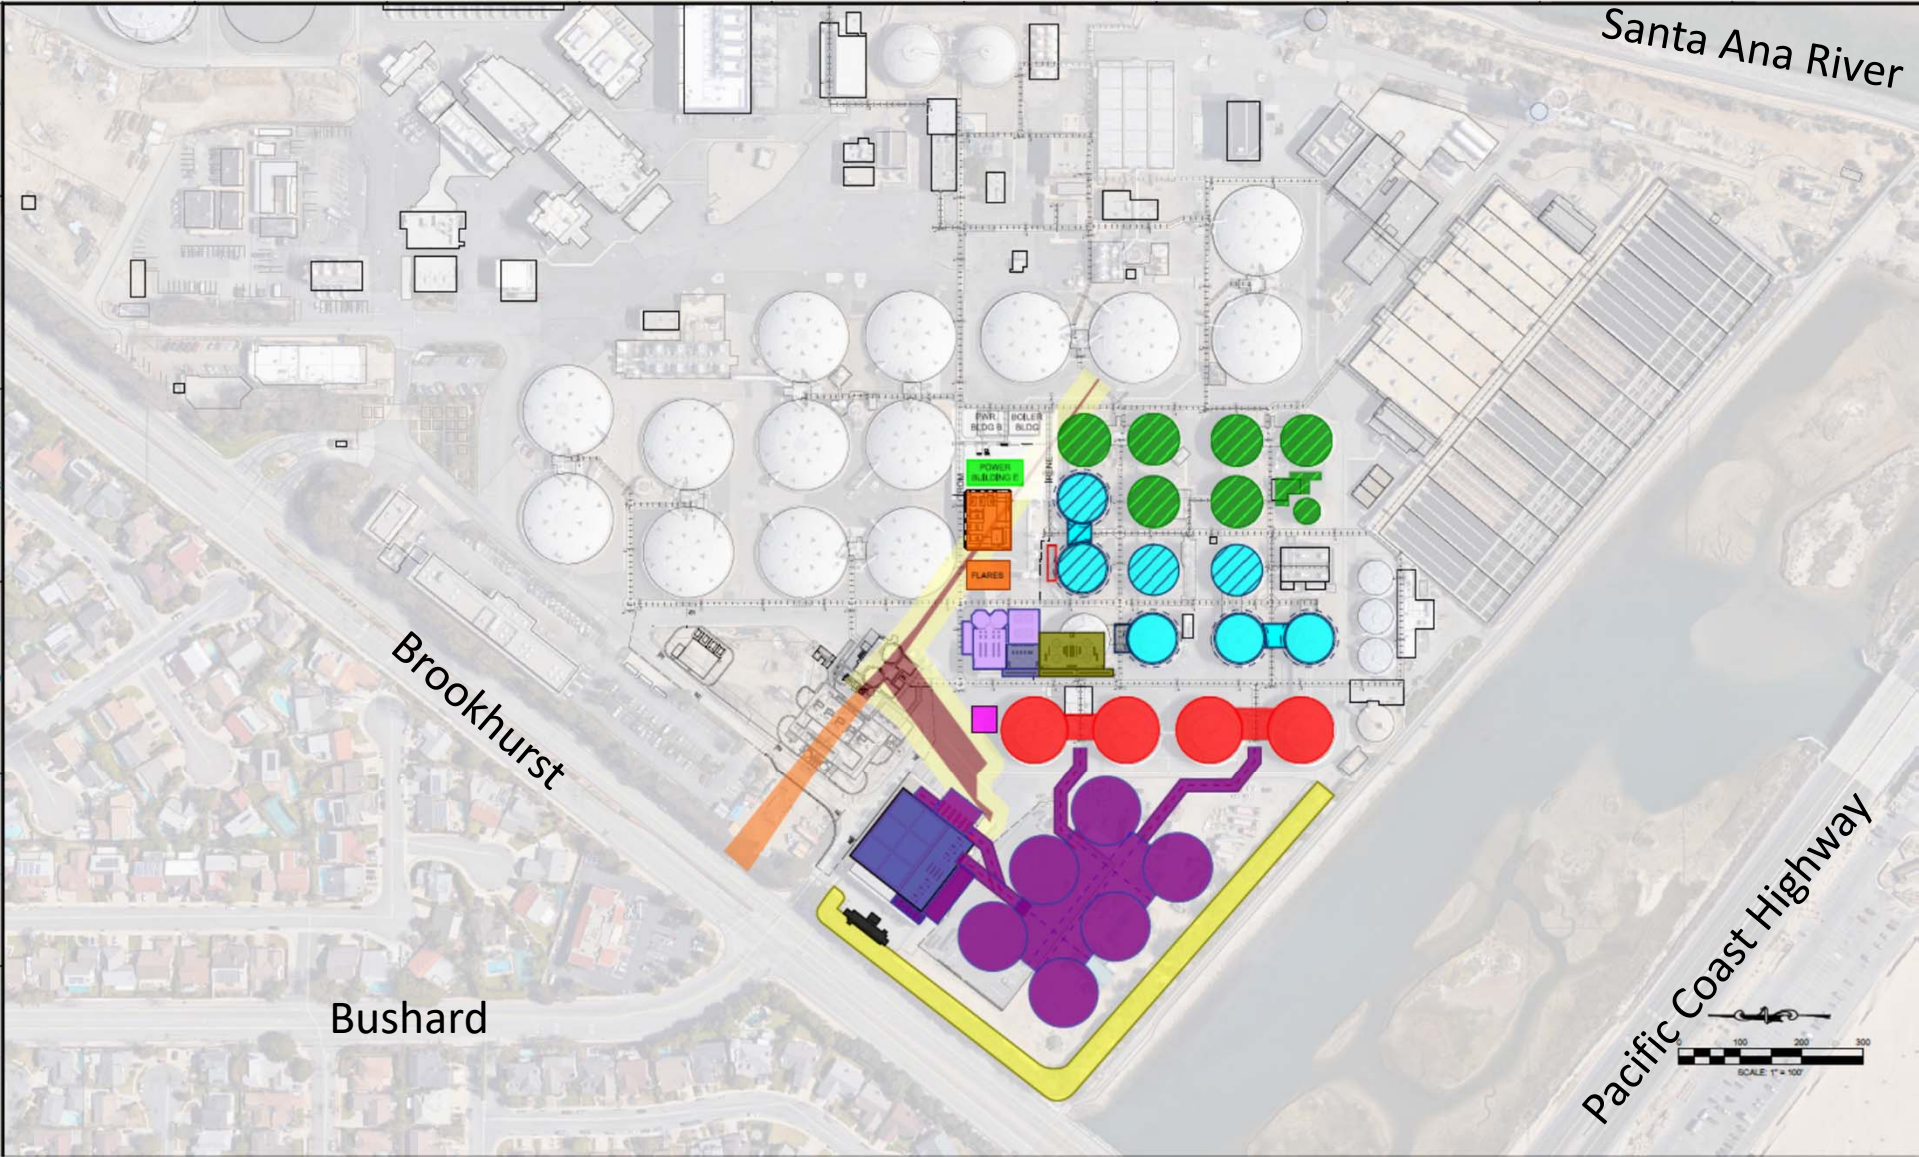 Santa Ana River
PWR
BLDG B
BOILER
BLDG
POWER
BUILDING E
FLARES
Brookhurst
Bushard
Pacific Coast Highway
0 100 200 300
SCALE: 1" = 100'